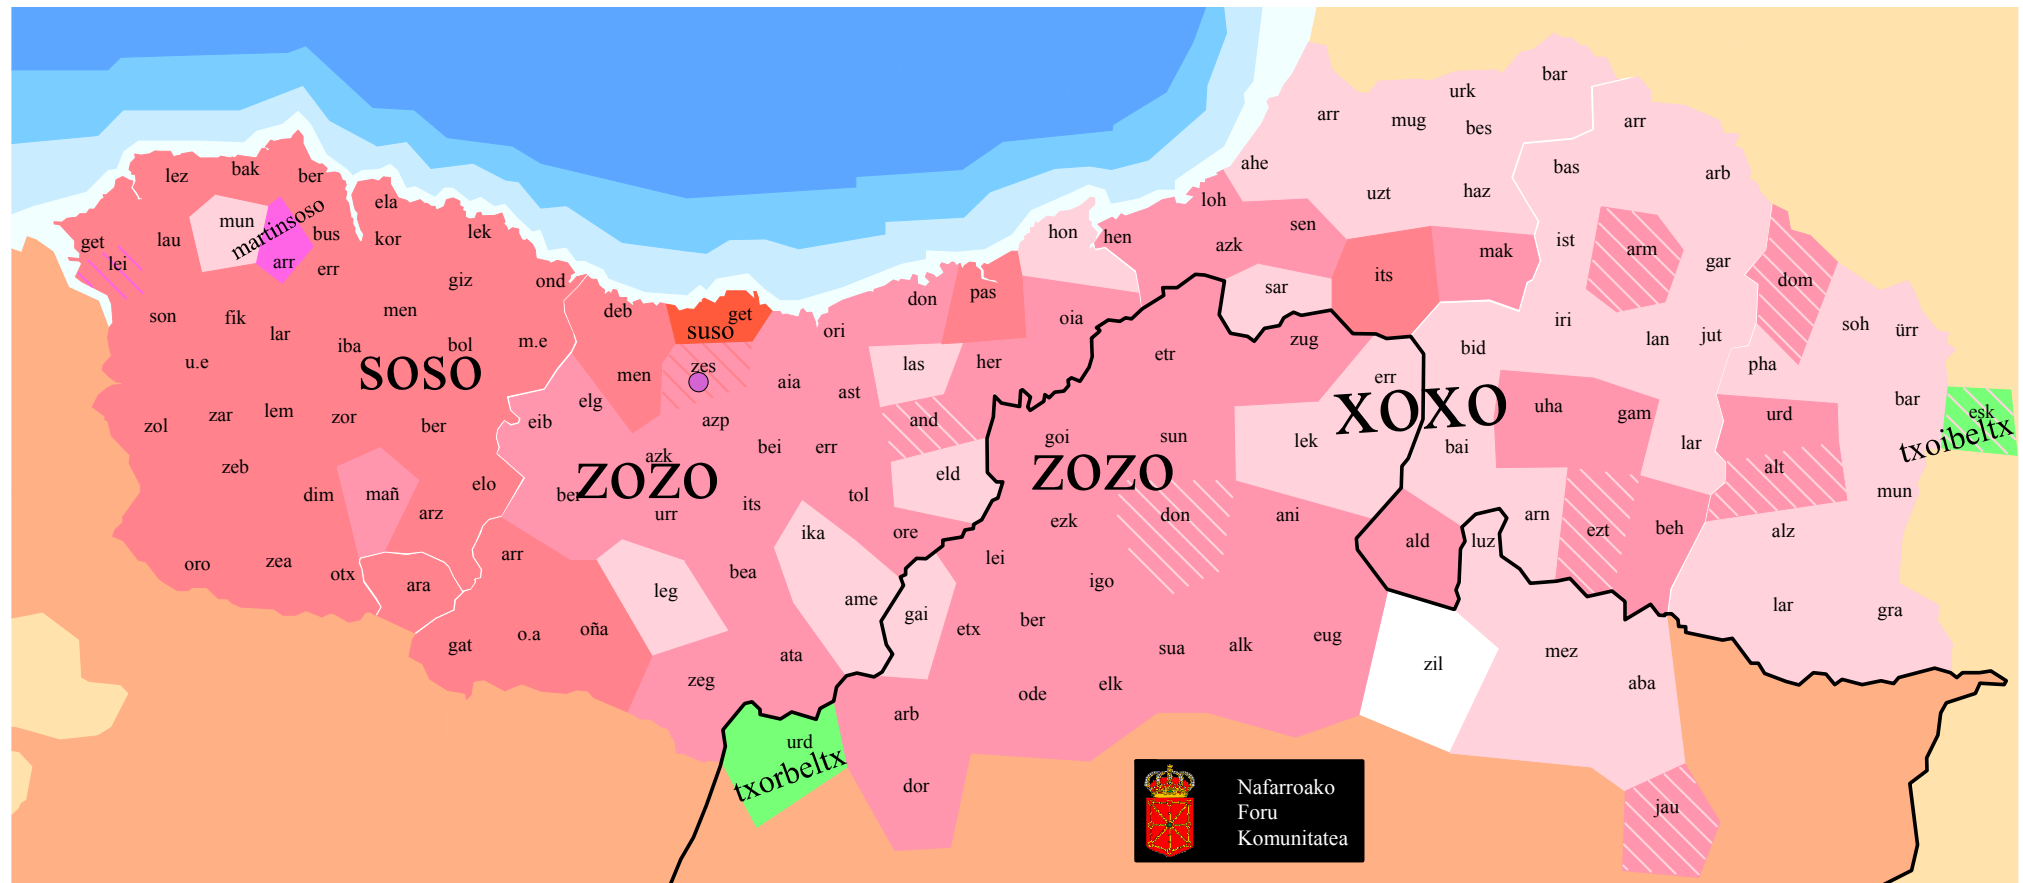 bar
urk
arr
mug
bes
arr
ahe
bas
arb
lez
bak
ber
uzt
haz
loh
ela
mun
martinsoso
bus
kor
lek
hon
hen
sen
azk
get
lau
lei
arr
err
ist
arm
mak
gar
its
dom
giz
ond
sar
don
pas
son
fik
lar
men
deb
get
suso
ori
oia
zug
iri
lan
jut
soh
ürr
u.e
iba
bol
m.e
soso
men
zes
las
her
etr
bid
pha
err
aia
ast
elg
xoxo
uha
gam
urd
bar
esk
txoibeltx
zol
zar
lem
zor
ber
eib
azp
and
goi
sun
lek
bai
lar
zeb
azk
bei
err
zozo
zozo
eld
alt
dim
mañ
elo
ber
arz
urr
its
tol
ezk
don
ani
mun
ika
ore
arn
ezt
beh
alz
ald
luz
oro
zea
otx
arr
ara
bea
lei
igo
leg
ame
gai
lar
gra
gat
o.a
oña
etx
ber
eug
ata
sua
alk
zil
mez
zeg
ode
elk
aba
arb
urd
txorbeltx
dor
jau
Nafarroako
Foru
Komunitatea